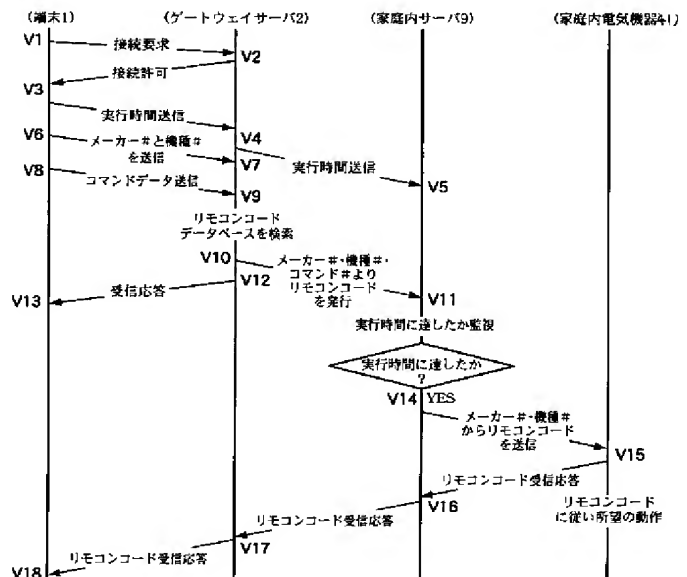 (端末1) (ゲートウェイサーバ2) (家庭内サーバ9) (家庭内電気機器41)
V1
接続要求
V2
接続許可
V3
実行時間送信
V4
V6
メーカー#と機種#
を送信
V7
実行時間送信
V5
V8
コマンドデータ送信
V9
リモコンコード
データベースを検索
V10
メーカー#・機種#・
コマンド#より
リモコンコード
を発行
V11
V12
受信応答
V13
実行時間に達したか監視
実行時間に達したか
?
V14 YES
メーカー#・機種#
からリモコンコード
を送信
V15
リモコンコード受信応答
V16
リモコンコード
に従い所望の動作
リモコンコード受信応答
V17
リモコンコード受信応答
V18